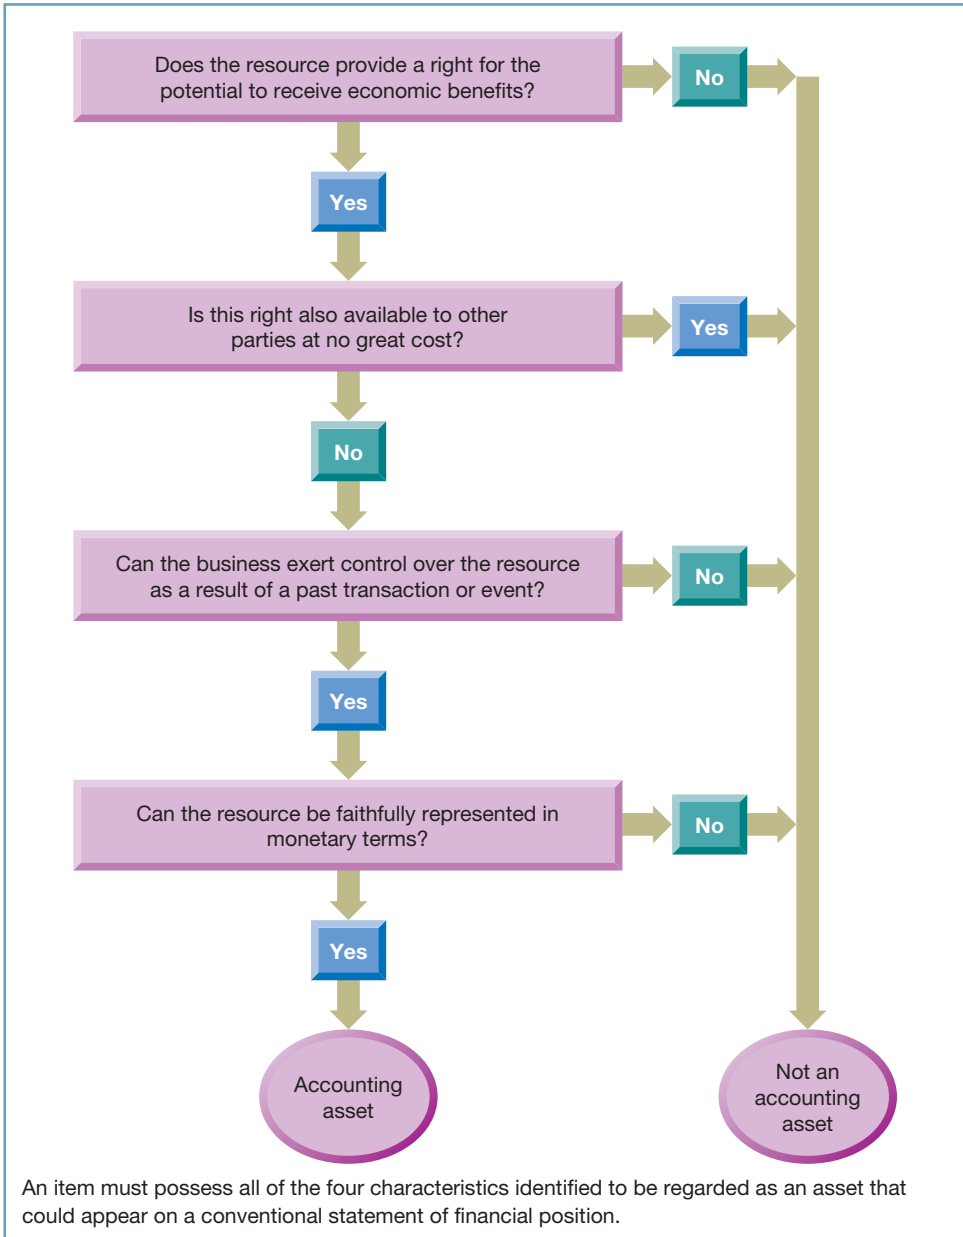 Does the resource provide a right for the
potential to receive economic benefits?
No
Yes
Is this right also available to other
parties at no great cost?
Yes
No
Can the business exert control over the resource
as a result of a past transaction or event?
No
Yes
Can the resource be faithfully represented in
monetary terms?
No
Yes
Accounting
asset
Not an
accounting
asset
An item must possess all of the four characteristics identified to be regarded as an asset that
could appear on a conventional statement of financial position.